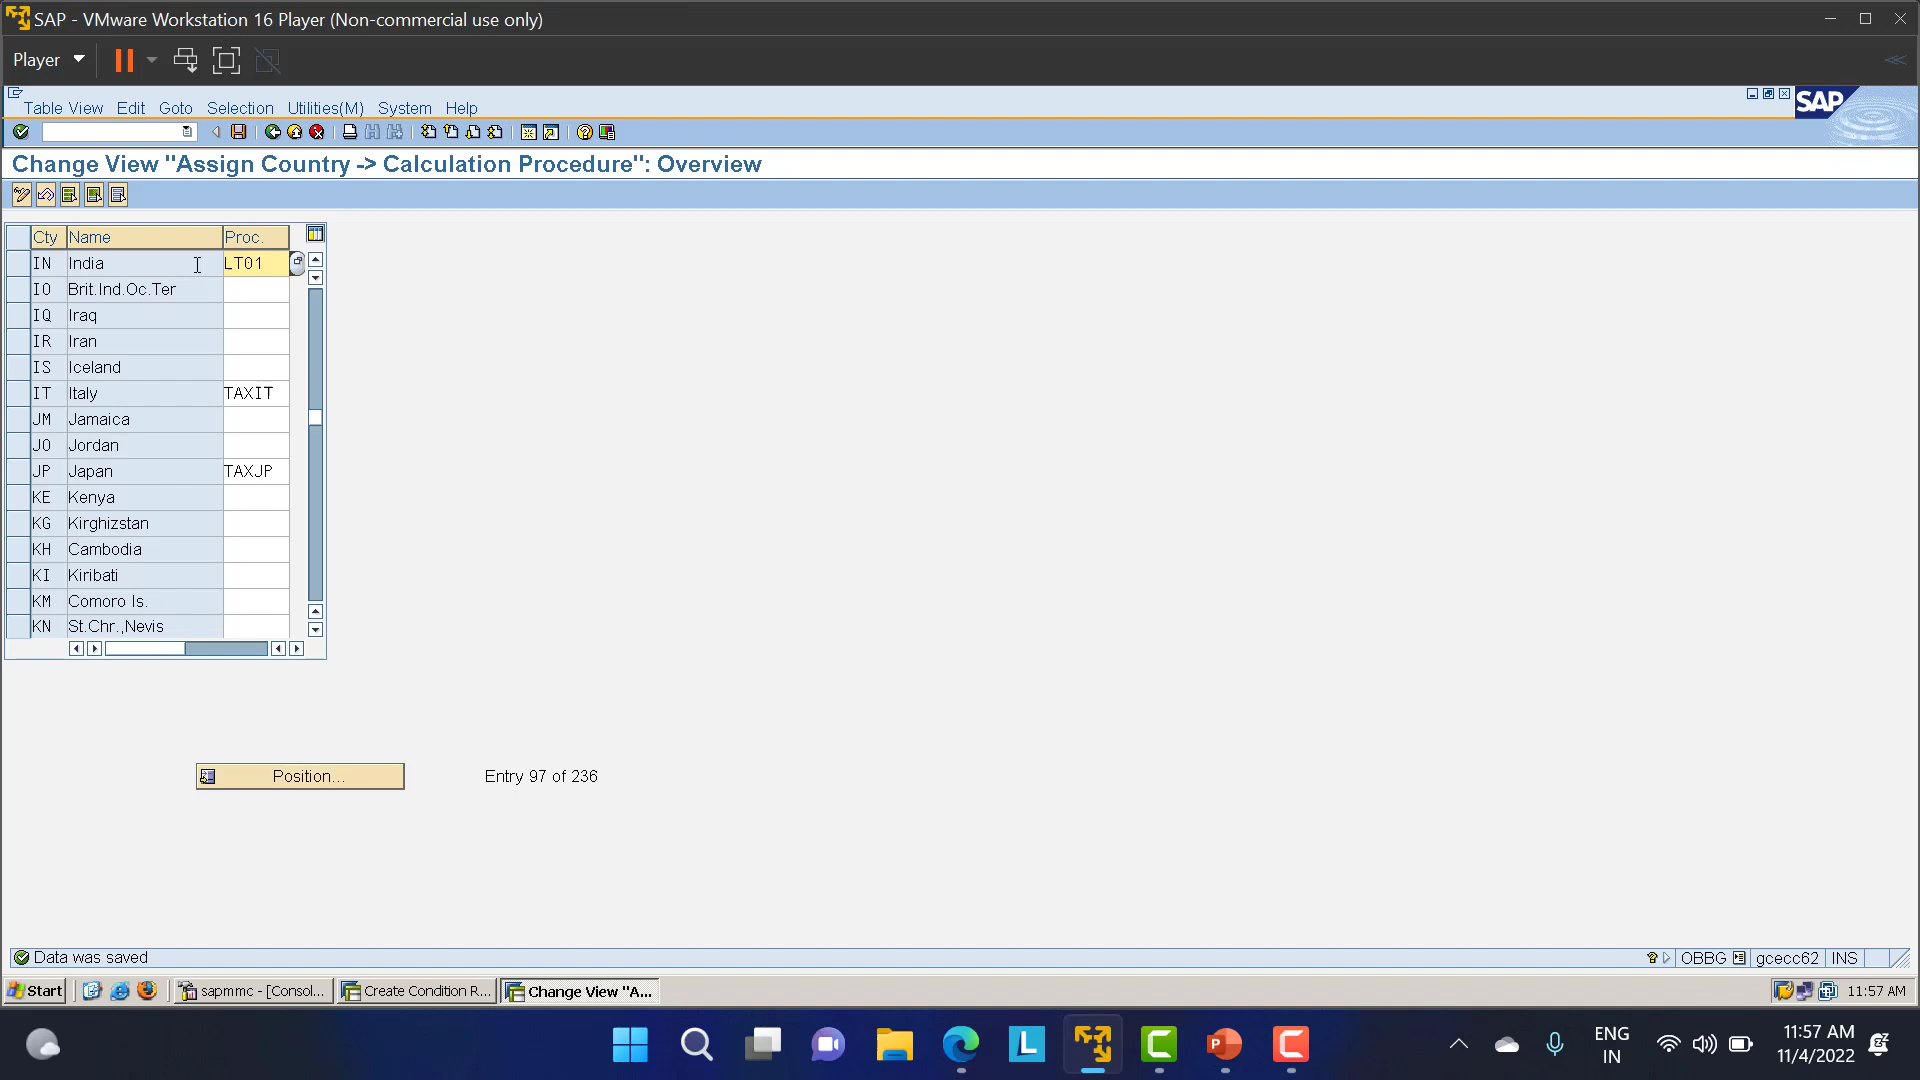 SAP - VMware Workstation 16 Player (Non-commercial use only)
Player
Table View Edit Goto Selection Utilities(M) System Help
SAP
Change View "Assign Country -> Calculation Procedure": Overview
Cty Name Proc.
IN India LT01
IO Brit.Ind.Oc.Ter
IQ Iraq
IR Iran
IS Iceland
IT Italy TAXIT
JM Jamaica
JO Jordan
JP Japan TAXJP
KE Kenya
KG Kirghizstan
KH Cambodia
KI Kiribati
KM Comoro Is.
KN St.Chr.,Nevis
Position... Entry 97 of 236
Data was saved OBBG gcecc62 INS
Start sapmmc - [Consol... Create Condition R... Change View "A... 11:57 AM
ENG 11:57 AM
IN 11/4/2022